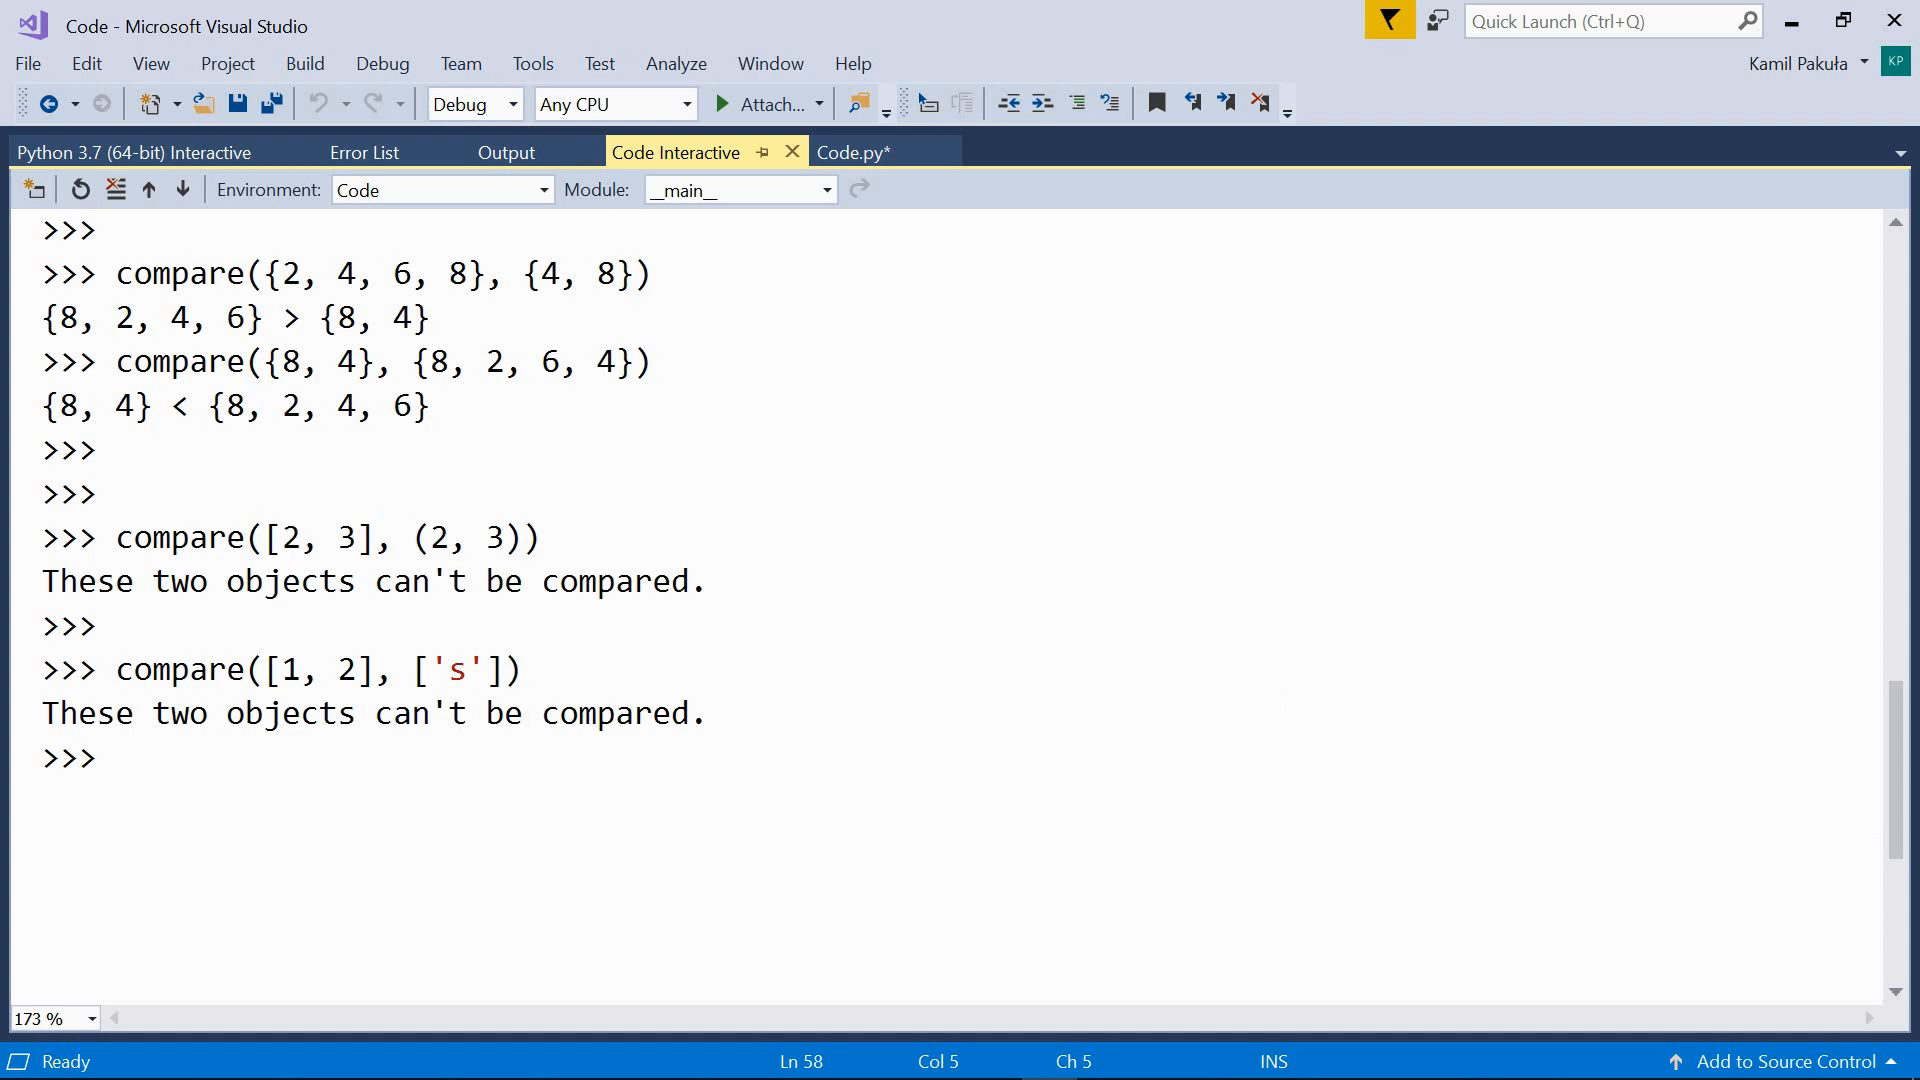 Code - Microsoft Visual Studio
Quick Launch (Ctrl+Q)
File Edit View Project Build Debug Team Tools Test Analyze Window Help
Kamil Pakuła KP
Debug Any CPU Attach...
Python 3.7 (64-bit) Interactive Error List Output Code Interactive Code.py*
Environment: Code Module: __main__
>>>
>>> compare({2, 4, 6, 8}, {4, 8})
{8, 2, 4, 6} > {8, 4}
>>> compare({8, 4}, {8, 2, 6, 4})
{8, 4} < {8, 2, 4, 6}
>>>
>>>
>>> compare([2, 3], (2, 3))
These two objects can't be compared.
>>>
>>> compare([1, 2], ['s'])
These two objects can't be compared.
>>>
173 %
Ready Ln 58 Col 5 Ch 5 INS Add to Source Control